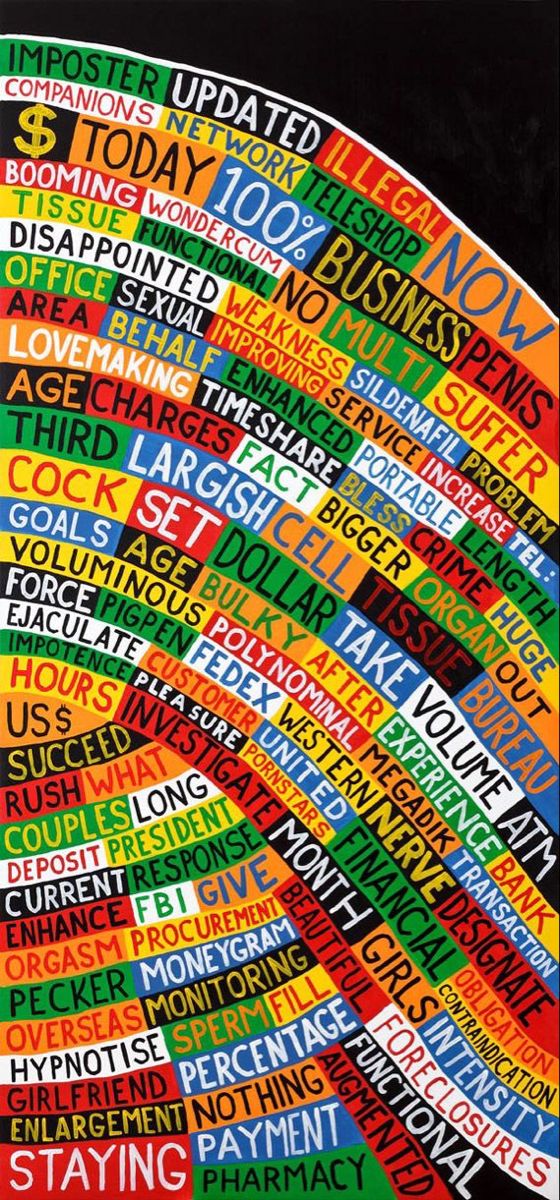 IMPOSTER UPDATED ILLEGAL NOW
COMPANIONS NETWORK TELESHOP
$ TODAY 100% BUSINESS PENIS
BOOMING WONDERCUM NO MULTI SUFFER
TISSUE FUNCTIONAL WEAKNESS SILDENAFIL PROBLEM
DISAPPOINTED IMPROVING SERVICE INCREASE TEL:
OFFICE SEXUAL ENHANCED PORTABLE LENGTH
AREA BEHALF TIMESHARE BLESS CRIME HUGE
LOVEMAKING FACT BIGGER ORGAN OUT
AGE CHARGES CELL TISSUE BUREAU
THIRD LARGISH DOLLAR TAKE VOLUME ATM
COCK SET AFTER EXPERIENCE BANK
GOALS AGE BULKY POLYNOMINAL MEGADIK TRANSACTION
VOLUMINOUS WESTERN NERVE DESIGNATE
FORCE PIGPEN FEDEX UNITED FINANCIAL OBLIGATION
EJACULATE CUSTOMER PORNSTARS CONTRAINDICATION
IMPOTENCE PLEASURE MONTH GIRLS INTENSITY
HOURS INVESTIGATE BEAUTIFUL FORECLOSURES
US$ FUNCTIONAL
SUCCEED AUGMENTED
RUSH WHAT
COUPLES LONG
DEPOSIT PRESIDENT
CURRENT RESPONSE
ENHANCE FBI GIVE
ORGASM PROCUREMENT
PECKER MONEYGRAM
OVERSEAS MONITORING
HYPNOTISE SPERM FILL
GIRLFRIEND PERCENTAGE
ENLARGEMENT NOTHING
STAYING PAYMENT
PHARMACY